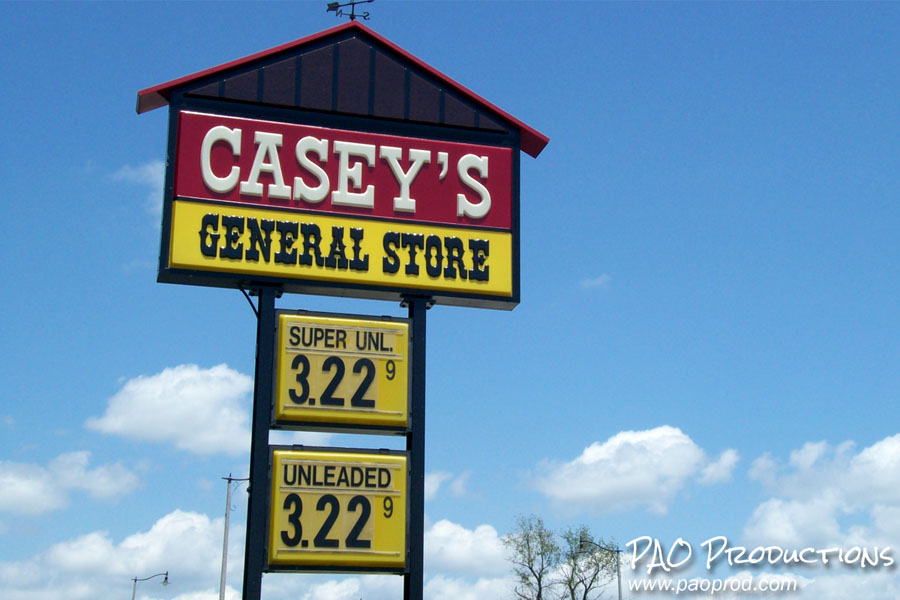 CASEY'S
GENERAL STORE
SUPER UNL.
3.22 9
UNLEADED
3.22 9
PAO PRODUCTIONS
www.paoprod.com